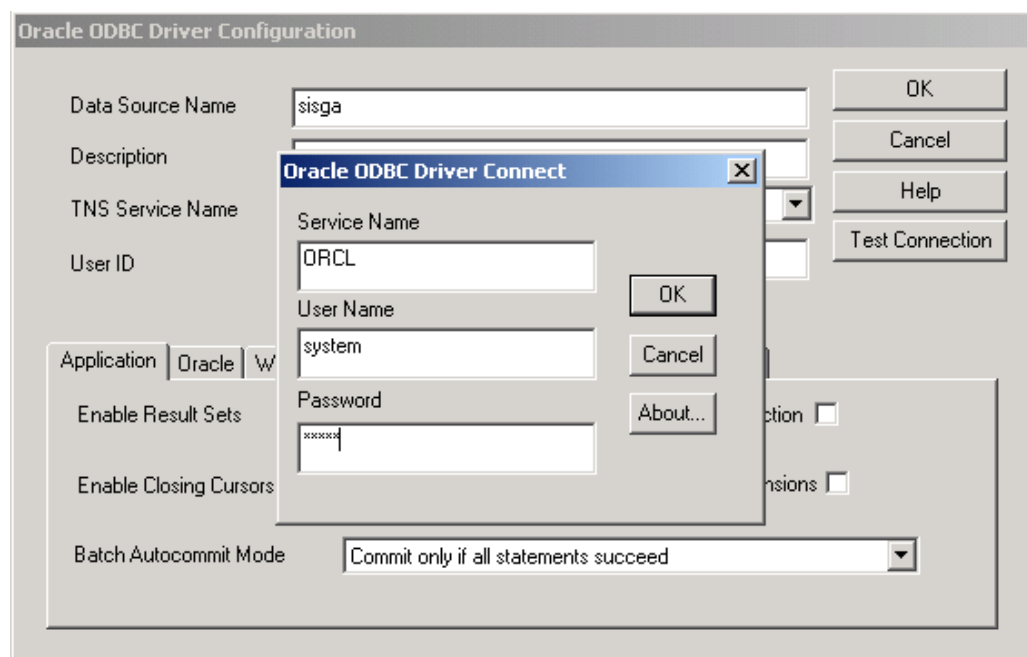 Oracle ODBC Driver Configuration
Data Source Name
sisga
OK
Description
Cancel
TNS Service Name
Help
User ID
Test Connection
Oracle ODBC Driver Connect
Service Name
ORCL
OK
User Name
system
Cancel
Password
*****
About...
Application
Oracle
W
Enable Result Sets
ction
Enable Closing Cursors
nsions
Batch Autocommit Mode
Commit only if all statements succeed